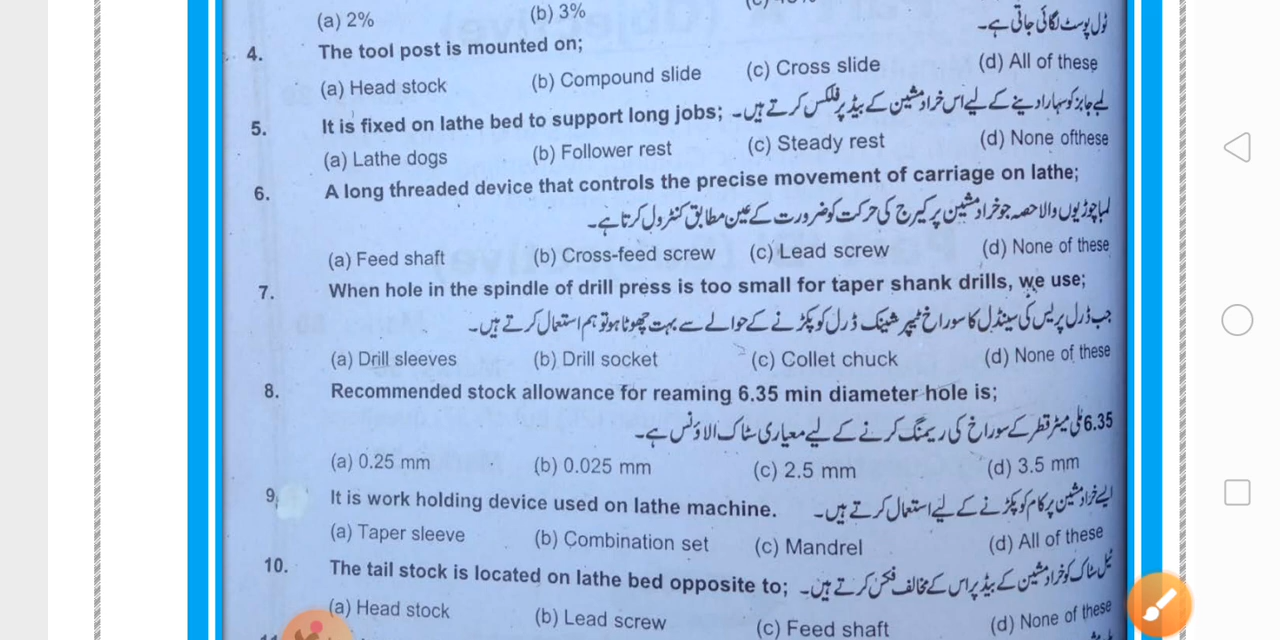 (a) 2% (b) 3%
ٹول پوسٹ لگائی جاتی ہے۔
4. The tool post is mounted on;
(a) Head stock (b) Compound slide (c) Cross slide (d) All of these
5. It is fixed on lathe bed to support long jobs; لمبے جابز کو سہارا دینے کے لیے اس خراد مشین کے بیڈ پر فکس کرتے ہیں۔
(a) Lathe dogs (b) Follower rest (c) Steady rest (d) None ofthese
6. A long threaded device that controls the precise movement of carriage on lathe;
لمبا چوڑیوں والا حصہ جو خراد مشین پر کیرج کی حرکت کو ضرورت کے عین مطابق کنٹرول کرتا ہے۔
(a) Feed shaft (b) Cross-feed screw (c) Lead screw (d) None of these
7. When hole in the spindle of drill press is too small for taper shank drills, we use;
جب ڈرل پریس کی سپنڈل کا سوراخ ٹیپر شینک ڈرل کو پکڑنے کے حوالے سے بہت چھوٹا ہو تو ہم استعمال کرتے ہیں۔
(a) Drill sleeves (b) Drill socket (c) Collet chuck (d) None of these
8. Recommended stock allowance for reaming 6.35 min diameter hole is;
6.35 ملی میٹر قطر کے سوراخ کی ریمنگ کرنے کے لیے معیاری سٹاک الاؤنس ہے۔
(a) 0.25 mm (b) 0.025 mm (c) 2.5 mm (d) 3.5 mm
9. It is work holding device used on lathe machine. اسے خراد مشین پر کام کو پکڑنے کے لیے استعمال کرتے ہیں۔
(a) Taper sleeve (b) Combination set (c) Mandrel (d) All of these
10. The tail stock is located on lathe bed opposite to; ٹیل سٹاک کو خراد مشین کے بیڈ پر اس کے مخالف فکس کرتے ہیں۔
(a) Head stock (b) Lead screw (c) Feed shaft (d) None of these